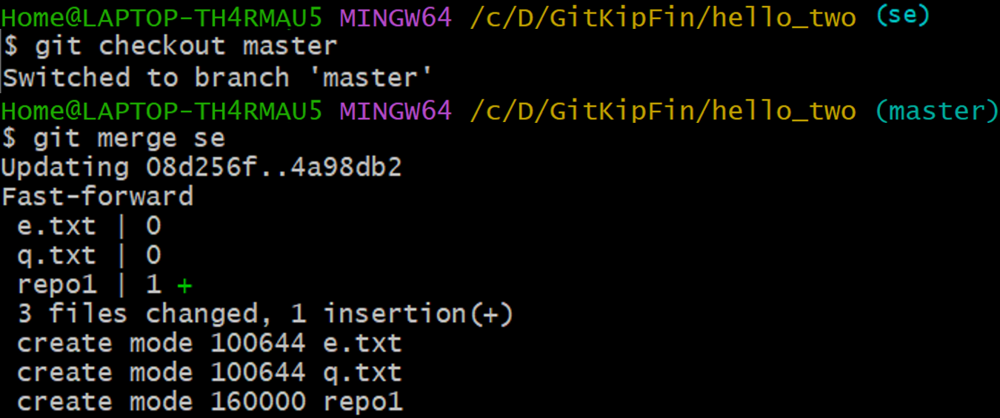 Home@LAPTOP-TH4RMAU5 MINGW64 /c/D/GitKipFin/hello_two (se)
$ git checkout master
Switched to branch 'master'
Home@LAPTOP-TH4RMAU5 MINGW64 /c/D/GitKipFin/hello_two (master)
$ git merge se
Updating 08d256f..4a98db2
Fast-forward
 e.txt | 0
 q.txt | 0
 repo1 | 1 +
 3 files changed, 1 insertion(+)
 create mode 100644 e.txt
 create mode 100644 q.txt
 create mode 160000 repo1